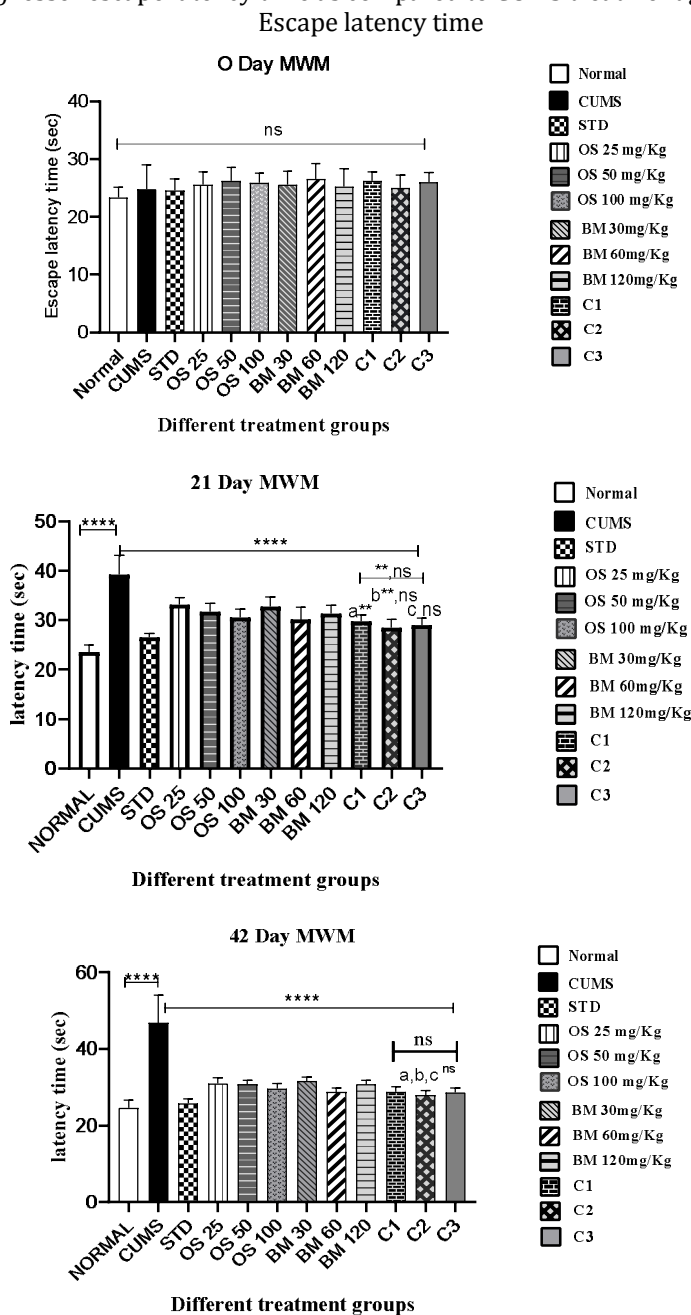 Escape latency time
O Day MWM
Escape latency time (sec)
40
30
20
10
0
ns
Normal
CUMS
STD
OS 25
OS 50
OS 100
BM 30
BM 60
BM 120
C1
C2
C3
Different treatment groups
Normal
CUMS
STD
OS 25 mg/Kg
OS 50 mg/Kg
OS 100 mg/Kg
BM 30mg/Kg
BM 60mg/Kg
BM 120mg/Kg
C1
C2
C3
21 Day MWM
latency time (sec)
50
40
30
20
10
0
****
****
**,ns
b**,ns
a**
c ns
NORMAL
CUMS
STD
OS 25
OS 50
OS 100
BM 30
BM 60
BM 120
C1
C2
C3
Different treatment groups
Normal
CUMS
STD
OS 25 mg/Kg
OS 50 mg/Kg
OS 100 mg/Kg
BM 30mg/Kg
BM 60mg/Kg
BM 120mg/Kg
C1
C2
C3
42 Day MWM
latency time (sec)
60
40
20
0
****
****
ns
a,b,c ns
NORMAL
CUMS
STD
OS 25
OS 50
OS 100
BM 30
BM 60
BM 120
C1
C2
C3
Different treatment groups
Normal
CUMS
STD
OS 25 mg/Kg
OS 50 mg/Kg
OS 100 mg/Kg
BM 30mg/Kg
BM 60mg/Kg
BM 120mg/Kg
C1
C2
C3